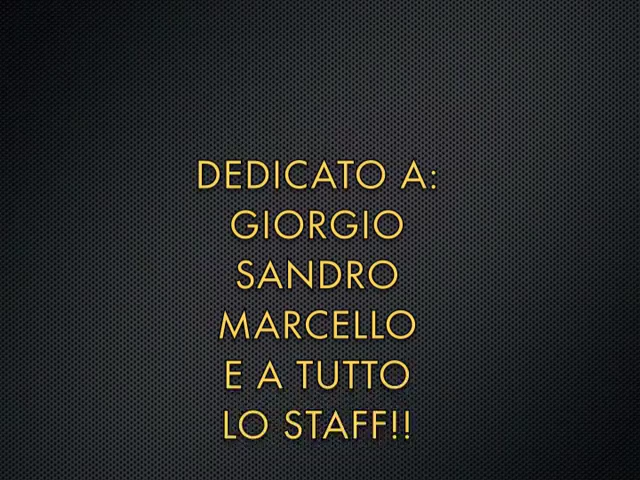 DEDICATO A:
GIORGIO
SANDRO
MARCELLO
E A TUTTO
LO STAFF!!